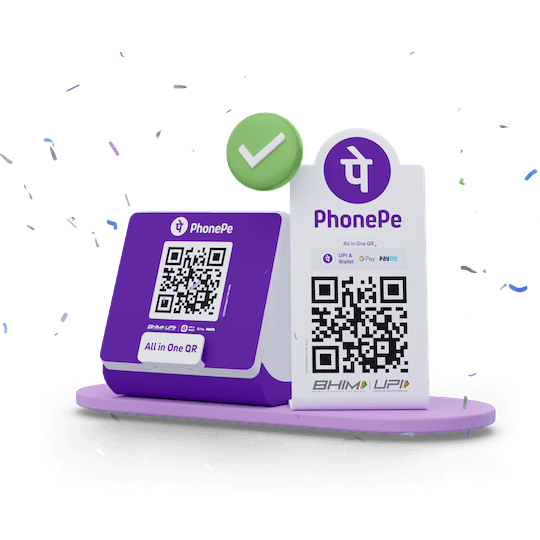 पे PhonePe
BHIM UPI
All in One QR
पे
PhonePe
All in One QR
UPI &
Wallet
G Pay
paytm
BHIM UPI